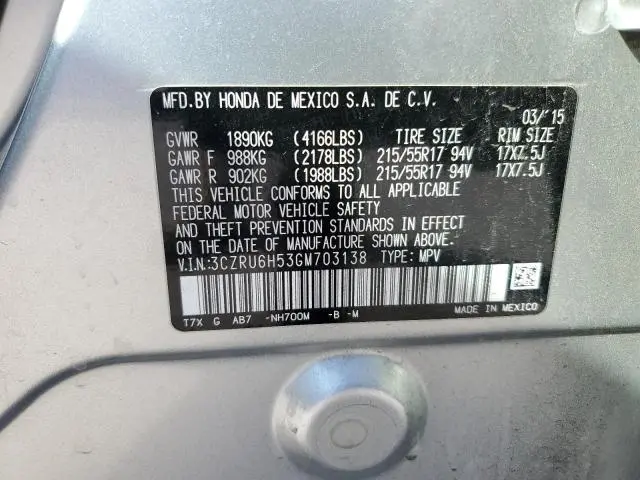 MFD.BY HONDA DE MEXICO S.A. DE C.V.
03/'15
GVWR 1890KG (4166LBS) TIRE SIZE RIM SIZE
GAWR F 988KG (2178LBS) 215/55R17 94V 17X7.5J
GAWR R 902KG (1988LBS) 215/55R17 94V 17X7.5J
THIS VEHICLE CONFORMS TO ALL APPLICABLE
FEDERAL MOTOR VEHICLE SAFETY
AND THEFT PREVENTION STANDARDS IN EFFECT
ON THE DATE OF MANUFACTURE SHOWN ABOVE.
V.I.N:3CZRU6H53GM703138 TYPE: MPV
T7X G AB7 -NH700M -B -M MADE IN MEXICO